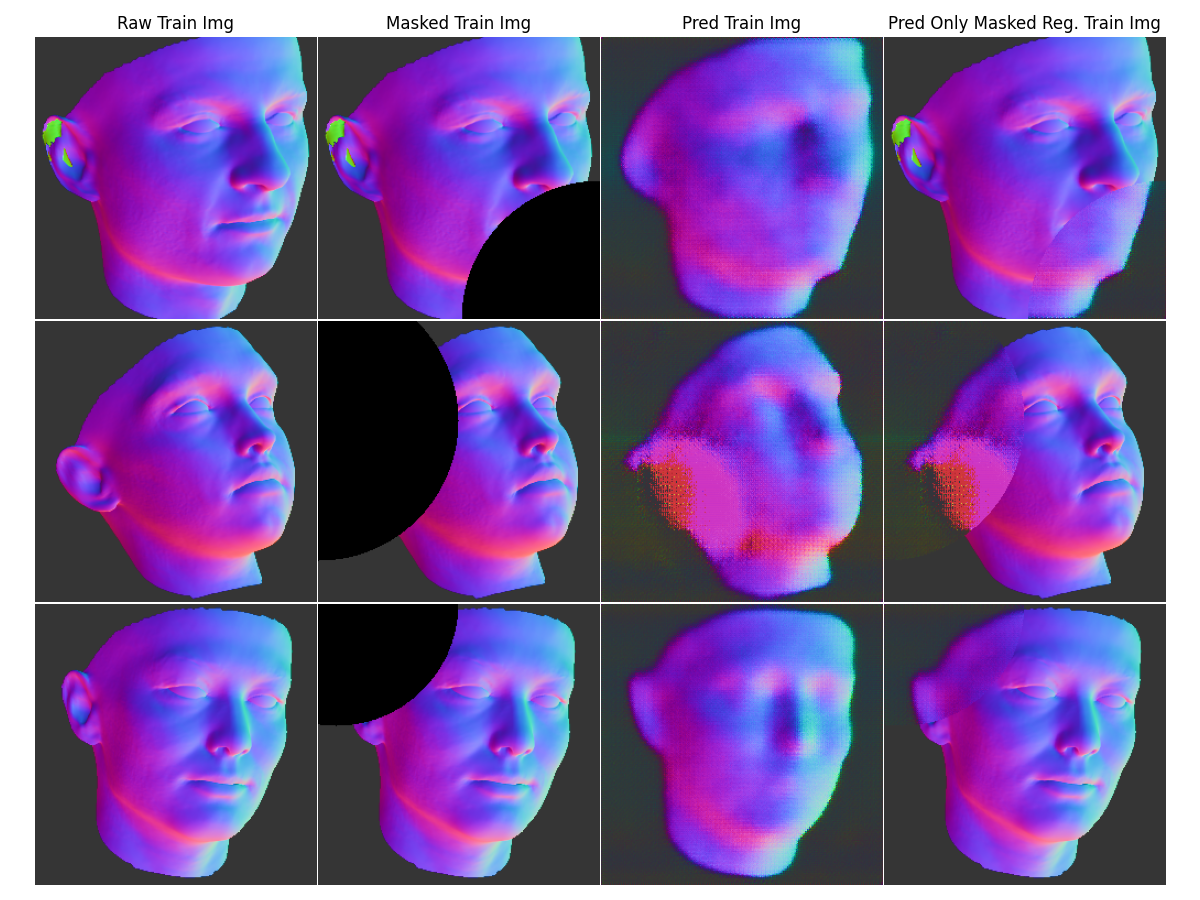 Raw Train Img
Masked Train Img
Pred Train Img
Pred Only Masked Reg. Train Img